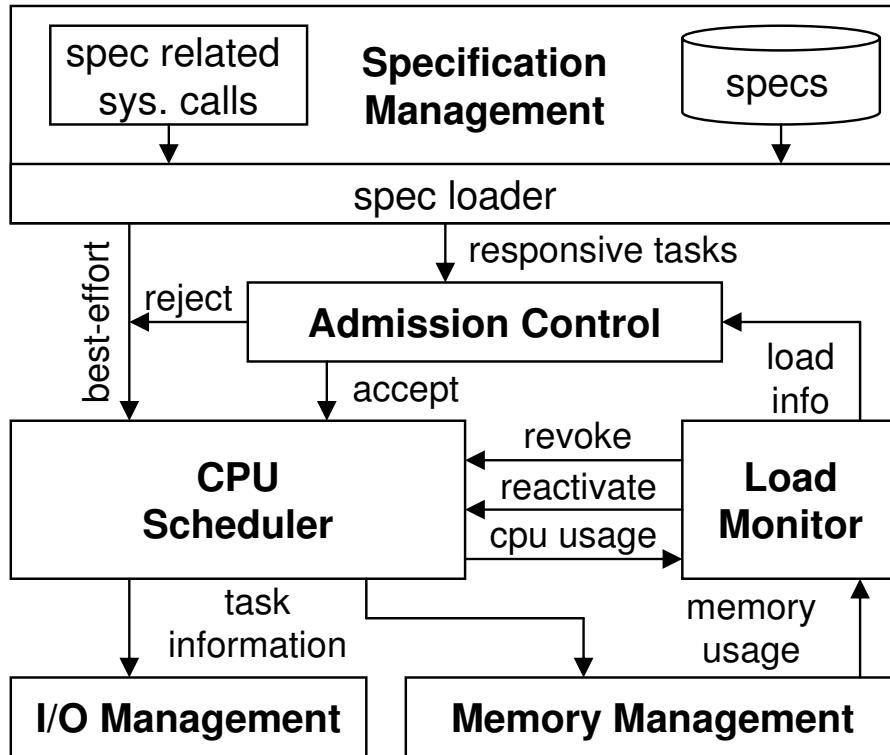 spec related
sys. calls
Specification
Management
specs
spec loader
responsive tasks
best-effort
reject
Admission Control
load
info
accept
revoke
CPU
Scheduler
reactivate
Load
Monitor
cpu usage
task
information
memory
usage
I/O Management
Memory Management